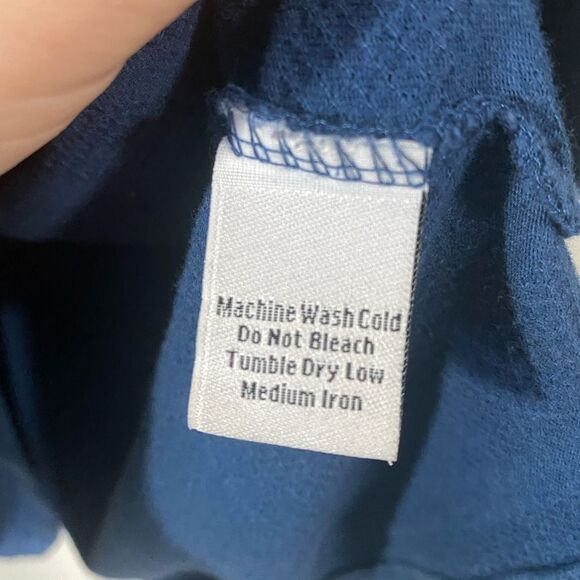 Machine Wash Cold
Do Not Bleach
Tumble Dry Low
Medium Iron